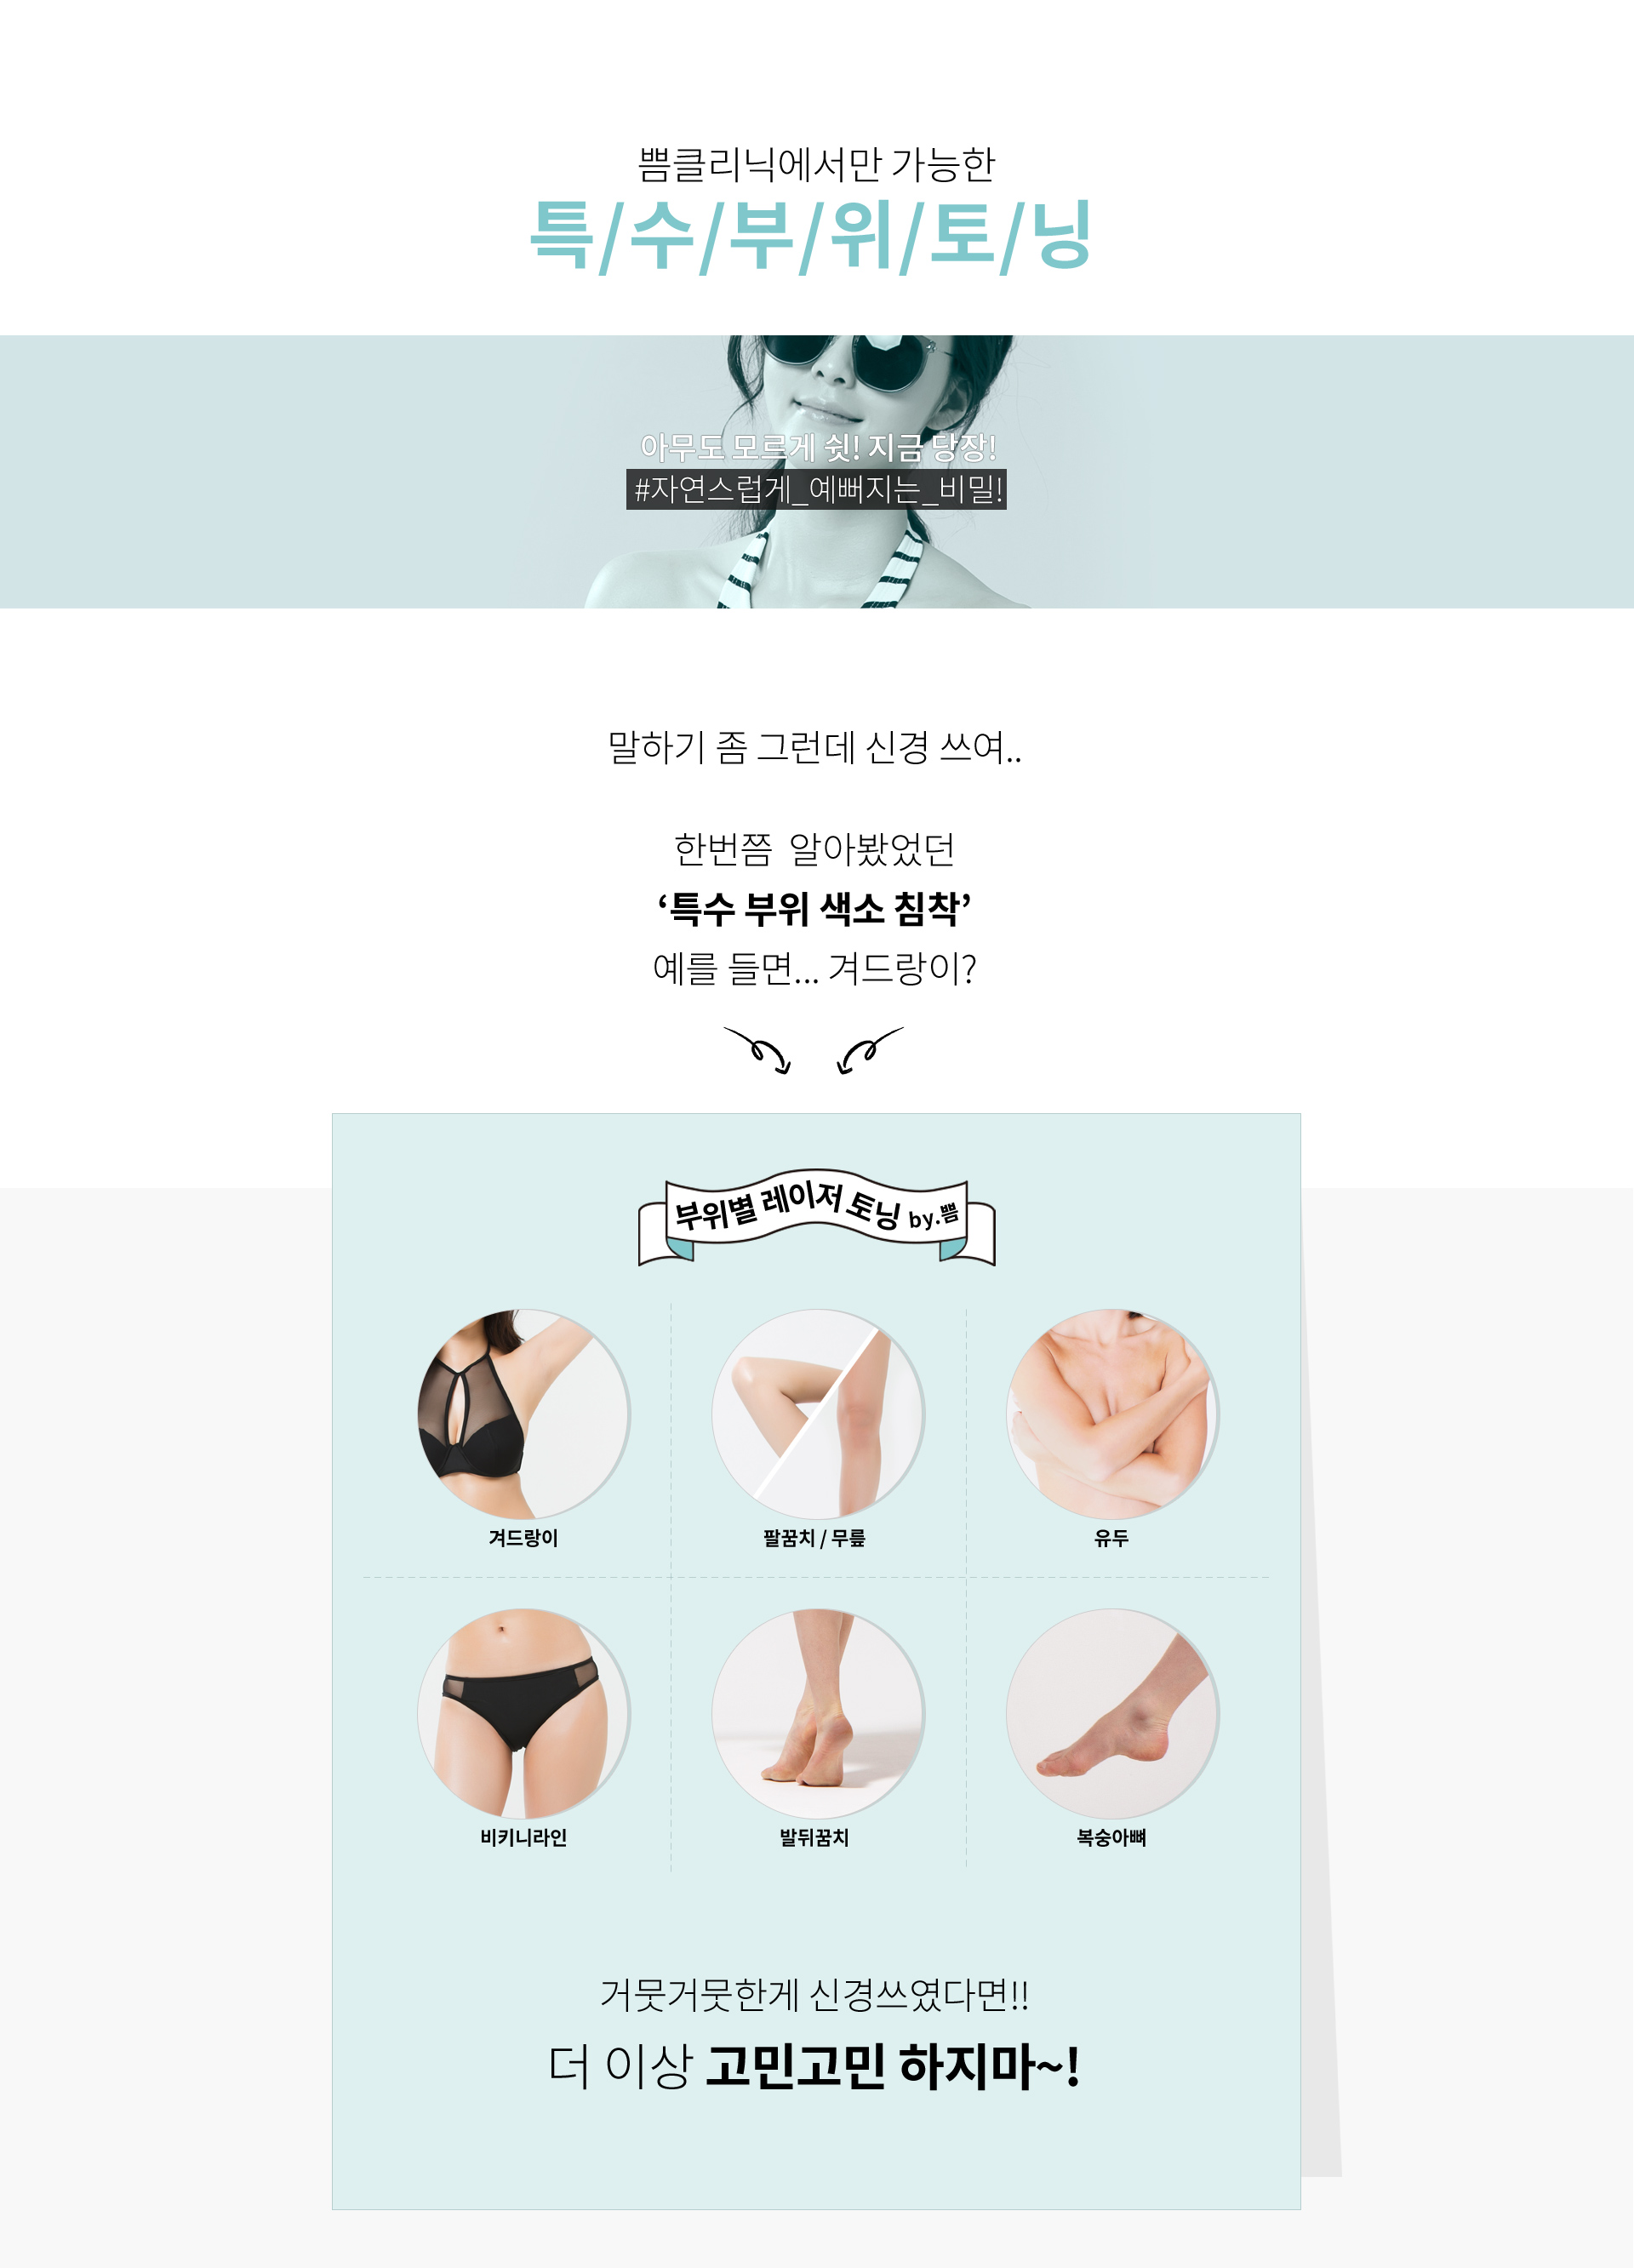 쁨클리닉에서만 가능한
특/수/부/위/토/닝
아무도 모르게 쉿! 지금 당장!
#자연스럽게_예뻐지는_비밀!
말하기 좀 그런데 신경 쓰여..
한번쯤 알아봤었던
‘특수 부위 색소 침착’
예를 들면... 겨드랑이?
부위별 레이저 토닝 by.쁨
겨드랑이
팔꿈치 / 무릎
유두
비키니라인
발뒤꿈치
복숭아뼈
거뭇거뭇한게 신경쓰였다면!!
더 이상 고민고민 하지마~!